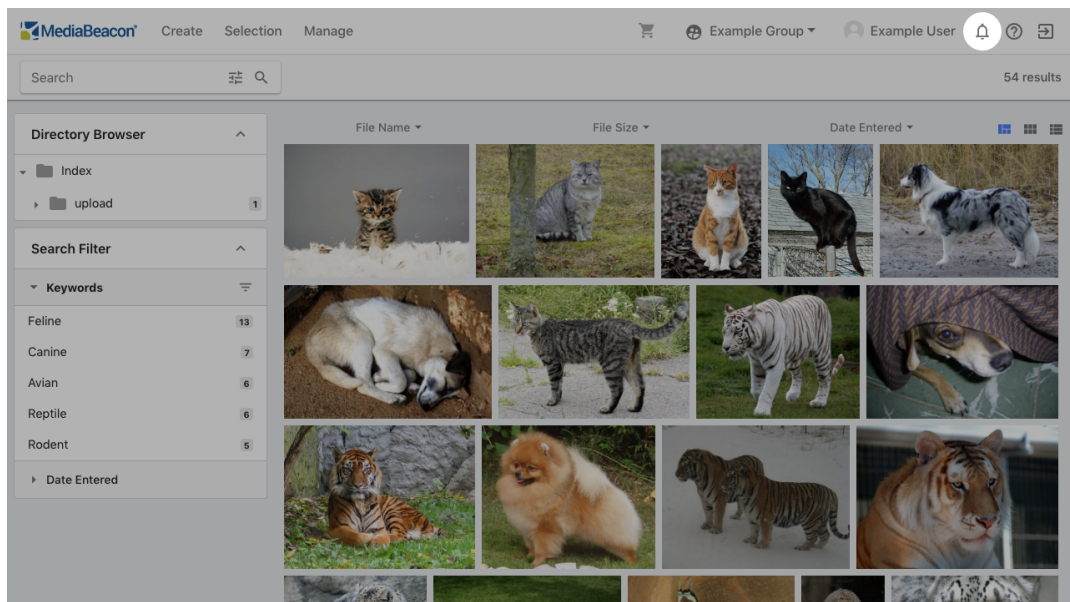 MediaBeacon Create Selection Manage Example Group Example User
Search
54 results
Directory Browser
Index
upload 1
Search Filter
Keywords
Feline 13
Canine 7
Avian 6
Reptile 6
Rodent 5
Date Entered
File Name File Size Date Entered